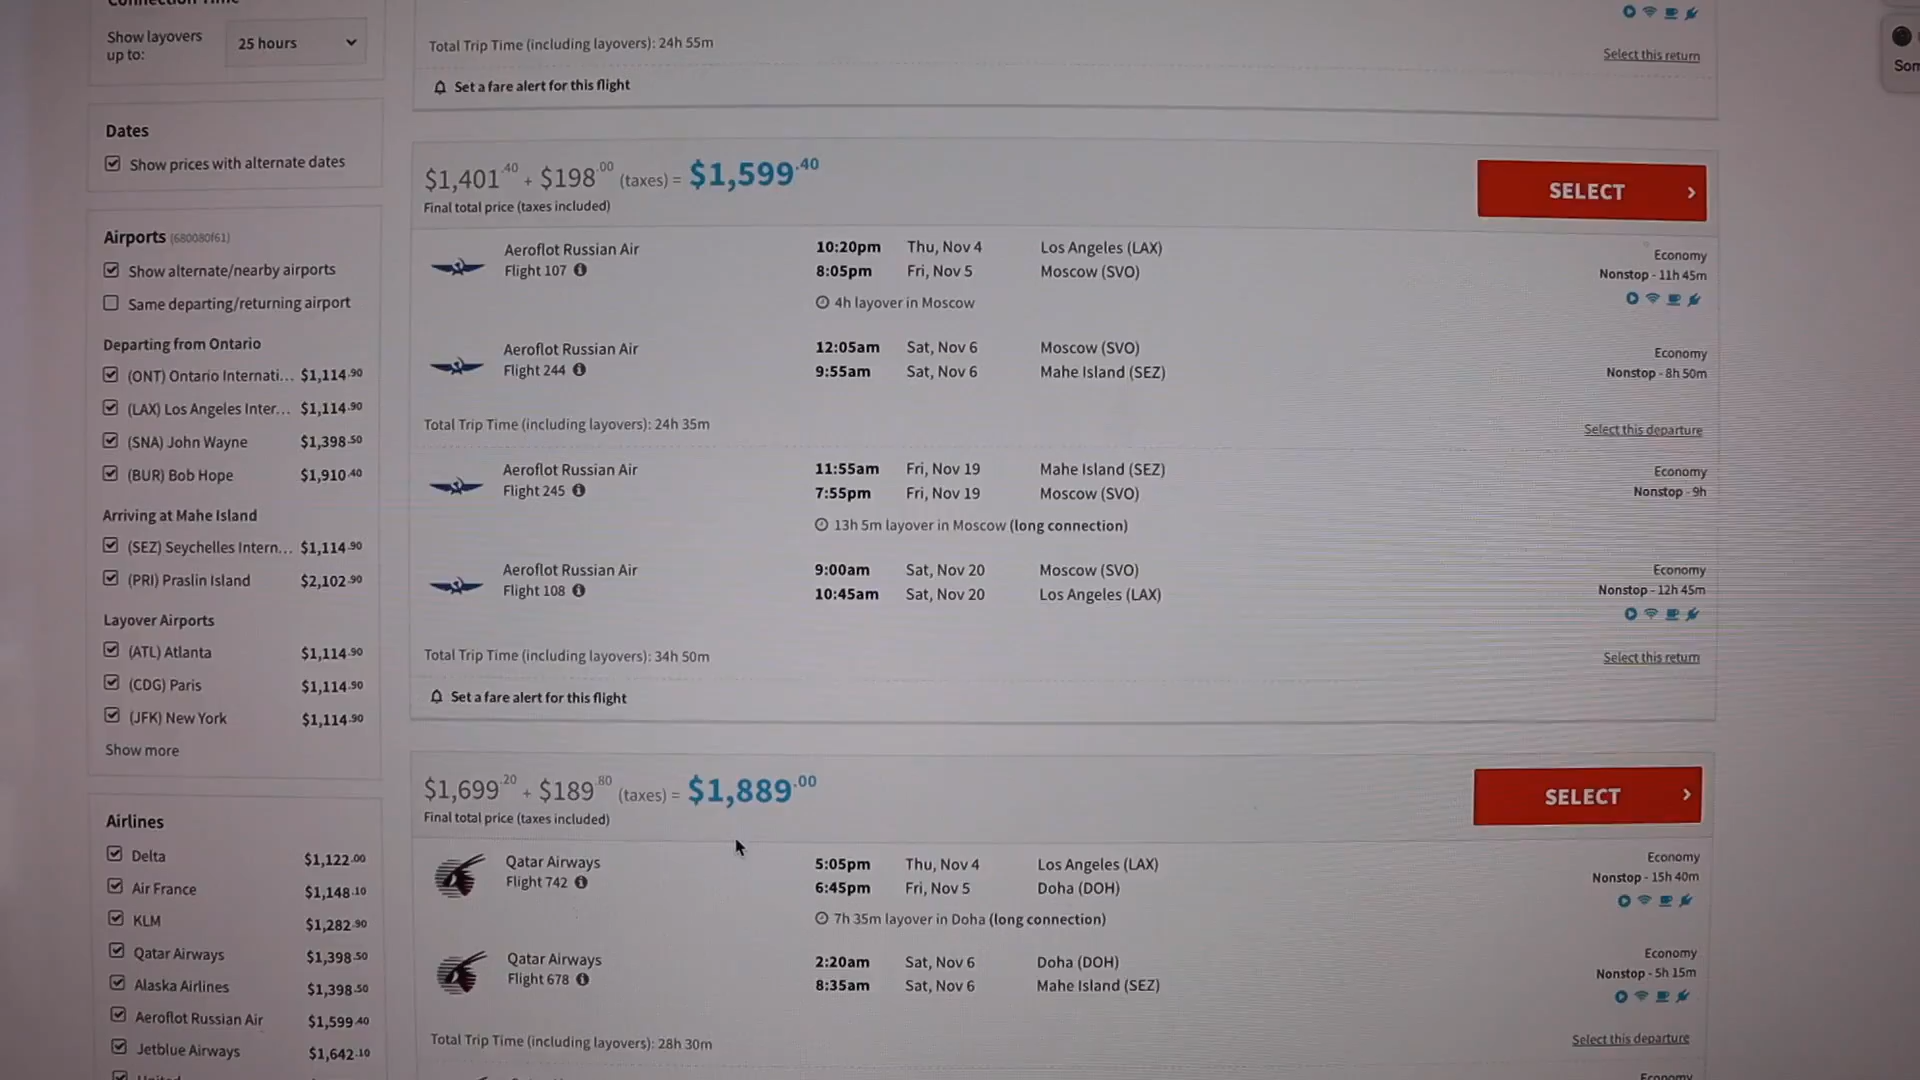 Connection Time
Show layovers
up to:
25 hours
Dates
Show prices with alternate dates
Airports (680080f61)
Show alternate/nearby airports
Same departing/returning airport
Departing from Ontario
(ONT) Ontario Internati... $1,114.90
(LAX) Los Angeles Inter... $1,114.90
(SNA) John Wayne $1,398.50
(BUR) Bob Hope $1,910.40
Arriving at Mahe Island
(SEZ) Seychelles Intern... $1,114.90
(PRI) Praslin Island $2,102.90
Layover Airports
(ATL) Atlanta $1,114.90
(CDG) Paris $1,114.90
(JFK) New York $1,114.90
Show more
Airlines
Delta $1,122.00
Air France $1,148.10
KLM $1,282.90
Qatar Airways $1,398.50
Alaska Airlines $1,398.50
Aeroflot Russian Air $1,599.40
Jetblue Airways $1,642.10
Total Trip Time (including layovers): 24h 55m
Select this return
Set a fare alert for this flight
$1,401.40 + $198.00 (taxes) = $1,599.40
Final total price (taxes included)
SELECT
Aeroflot Russian Air 10:20pm Thu, Nov 4 Los Angeles (LAX) Economy
Flight 107 8:05pm Fri, Nov 5 Moscow (SVO) Nonstop - 11h 45m
4h layover in Moscow
Aeroflot Russian Air 12:05am Sat, Nov 6 Moscow (SVO) Economy
Flight 244 9:55am Sat, Nov 6 Mahe Island (SEZ) Nonstop - 8h 50m
Total Trip Time (including layovers): 24h 35m
Select this departure
Aeroflot Russian Air 11:55am Fri, Nov 19 Mahe Island (SEZ) Economy
Flight 245 7:55pm Fri, Nov 19 Moscow (SVO) Nonstop - 9h
13h 5m layover in Moscow (long connection)
Aeroflot Russian Air 9:00am Sat, Nov 20 Moscow (SVO) Economy
Flight 108 10:45am Sat, Nov 20 Los Angeles (LAX) Nonstop - 12h 45m
Total Trip Time (including layovers): 34h 50m
Select this return
Set a fare alert for this flight
$1,699.20 + $189.80 (taxes) = $1,889.00
Final total price (taxes included)
SELECT
Qatar Airways 5:05pm Thu, Nov 4 Los Angeles (LAX) Economy
Flight 742 6:45pm Fri, Nov 5 Doha (DOH) Nonstop - 15h 40m
7h 35m layover in Doha (long connection)
Qatar Airways 2:20am Sat, Nov 6 Doha (DOH) Economy
Flight 678 8:35am Sat, Nov 6 Mahe Island (SEZ) Nonstop - 5h 15m
Total Trip Time (including layovers): 28h 30m
Select this departure
Economy
Som